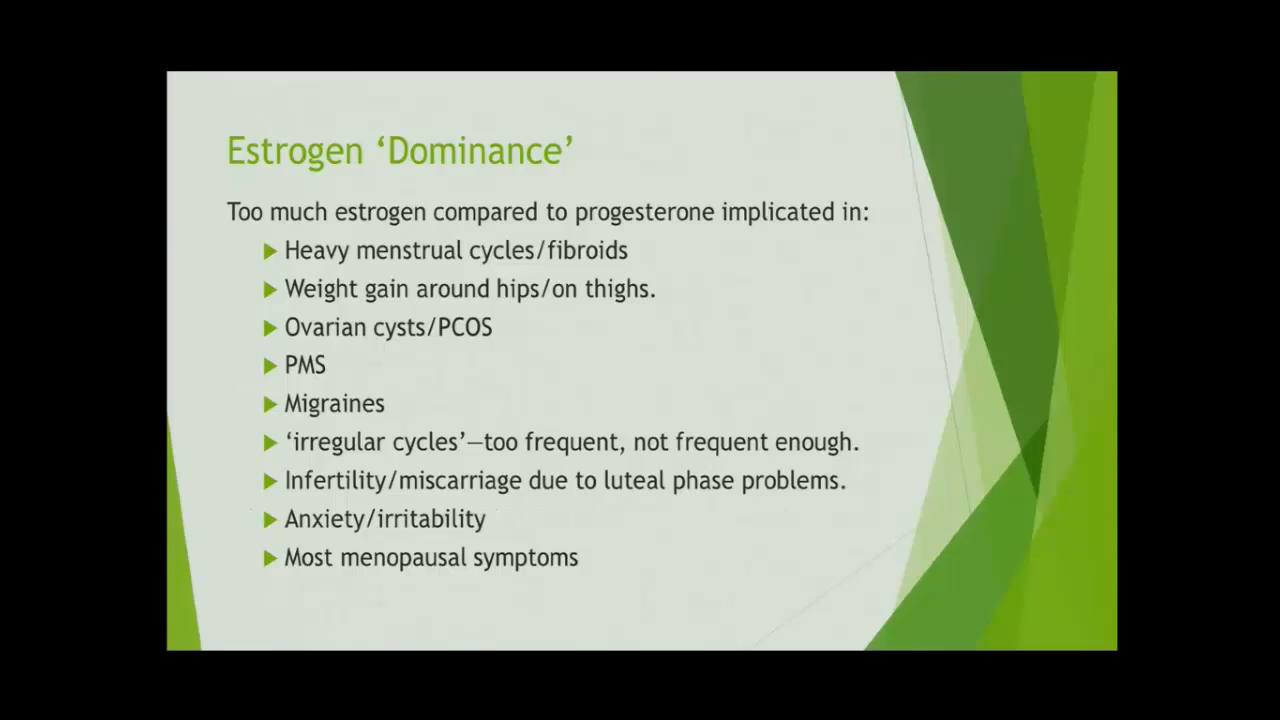 Estrogen ‘Dominance’
Too much estrogen compared to progesterone implicated in:
Heavy menstrual cycles/fibroids
Weight gain around hips/on thighs.
Ovarian cysts/PCOS
PMS
Migraines
‘irregular cycles’—too frequent, not frequent enough.
Infertility/miscarriage due to luteal phase problems.
Anxiety/irritability
Most menopausal symptoms